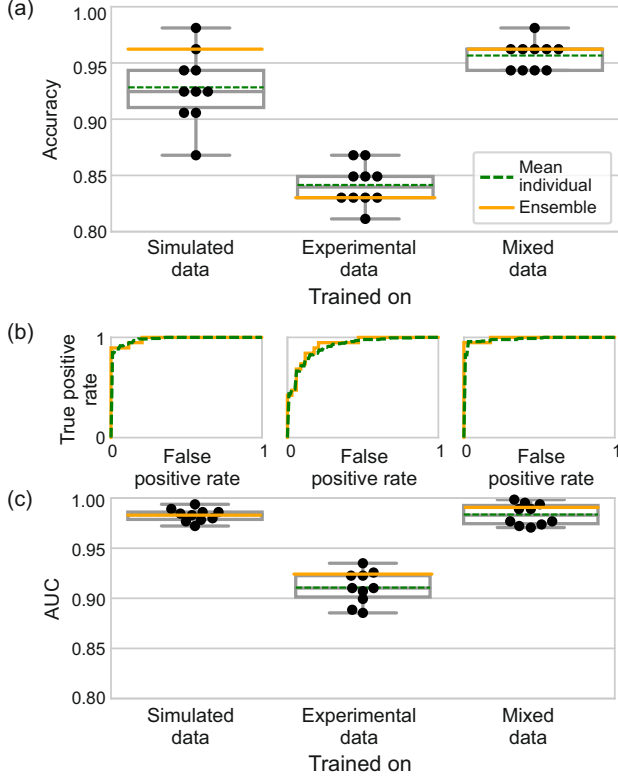 (a)
1.00
0.95
0.90
0.85
0.80
Accuracy
Mean
individual
Ensemble
Simulated
data
Experimental
data
Mixed
data
Trained on
(b)
True positive
rate
1
0
0
1
0
1
0
1
False
positive rate
False
positive rate
False
positive rate
(c)
1.00
0.95
0.90
0.85
0.80
AUC
Simulated
data
Experimental
data
Mixed
data
Trained on